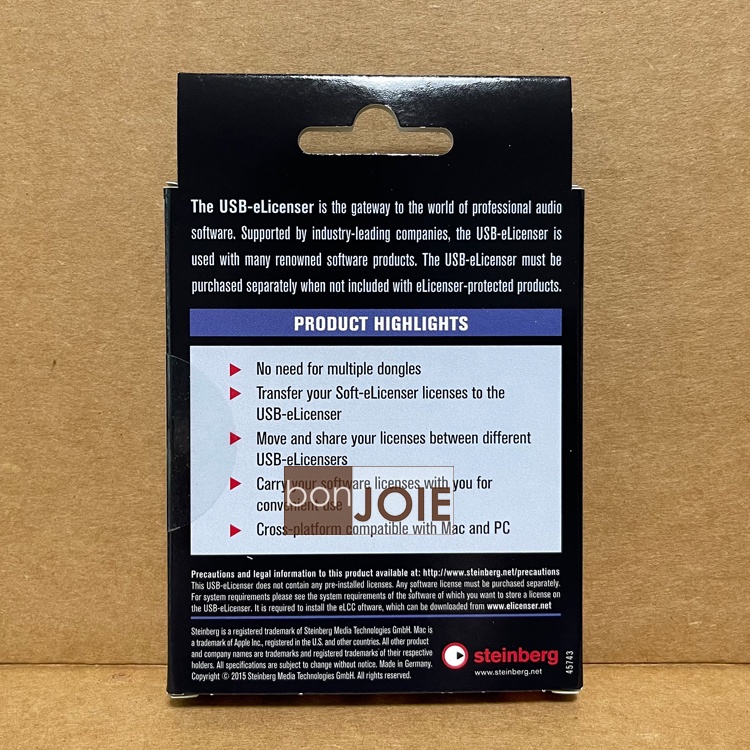 The USB-eLicenser is the gateway to the world of professional audio
software. Supported by industry-leading companies, the USB-eLicenser is
used with many renowned software products. The USB-eLicenser must be
purchased separately when not included with eLicenser-protected products.
PRODUCT HIGHLIGHTS
No need for multiple dongles
Transfer your Soft-eLicenser licenses to the
USB-eLicenser
Move and share your licenses between different
USB-eLicensers
Carry your software licenses with you for
convenient use
bon JOIE
Cross-platform compatible with Mac and PC
Precautions and legal information to this product available at: http://www.steinberg.net/precautions
This USB-eLicenser does not contain any pre-installed licenses. Any software license must be purchased separately.
For system requirements please see the system requirements of the software of which you want to store a license on
the USB-eLicenser. It is required to install the eLCC oftware, which can be downloaded from www.elicenser.net
Steinberg is a registered trademark of Steinberg Media Technologies GmbH. Mac is
a trademark of Apple Inc., registered in the U.S. and other countries. All other product
and company names are trademarks and registered trademarks of their respective
holders. All specifications are subject to change without notice. Made in Germany.
Copyright © 2015 Steinberg Media Technologies GmbH. All rights reserved.
steinberg
www.steinberg.net
45743